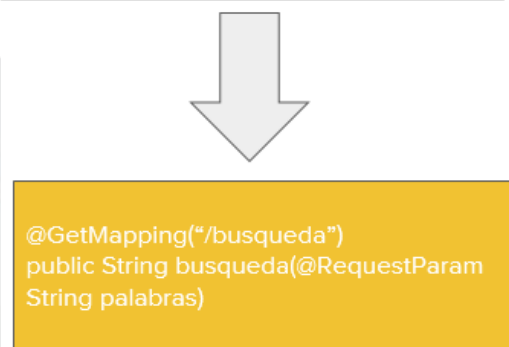 @GetMapping(“/busqueda”)
public String busqueda(@RequestParam
String palabras)